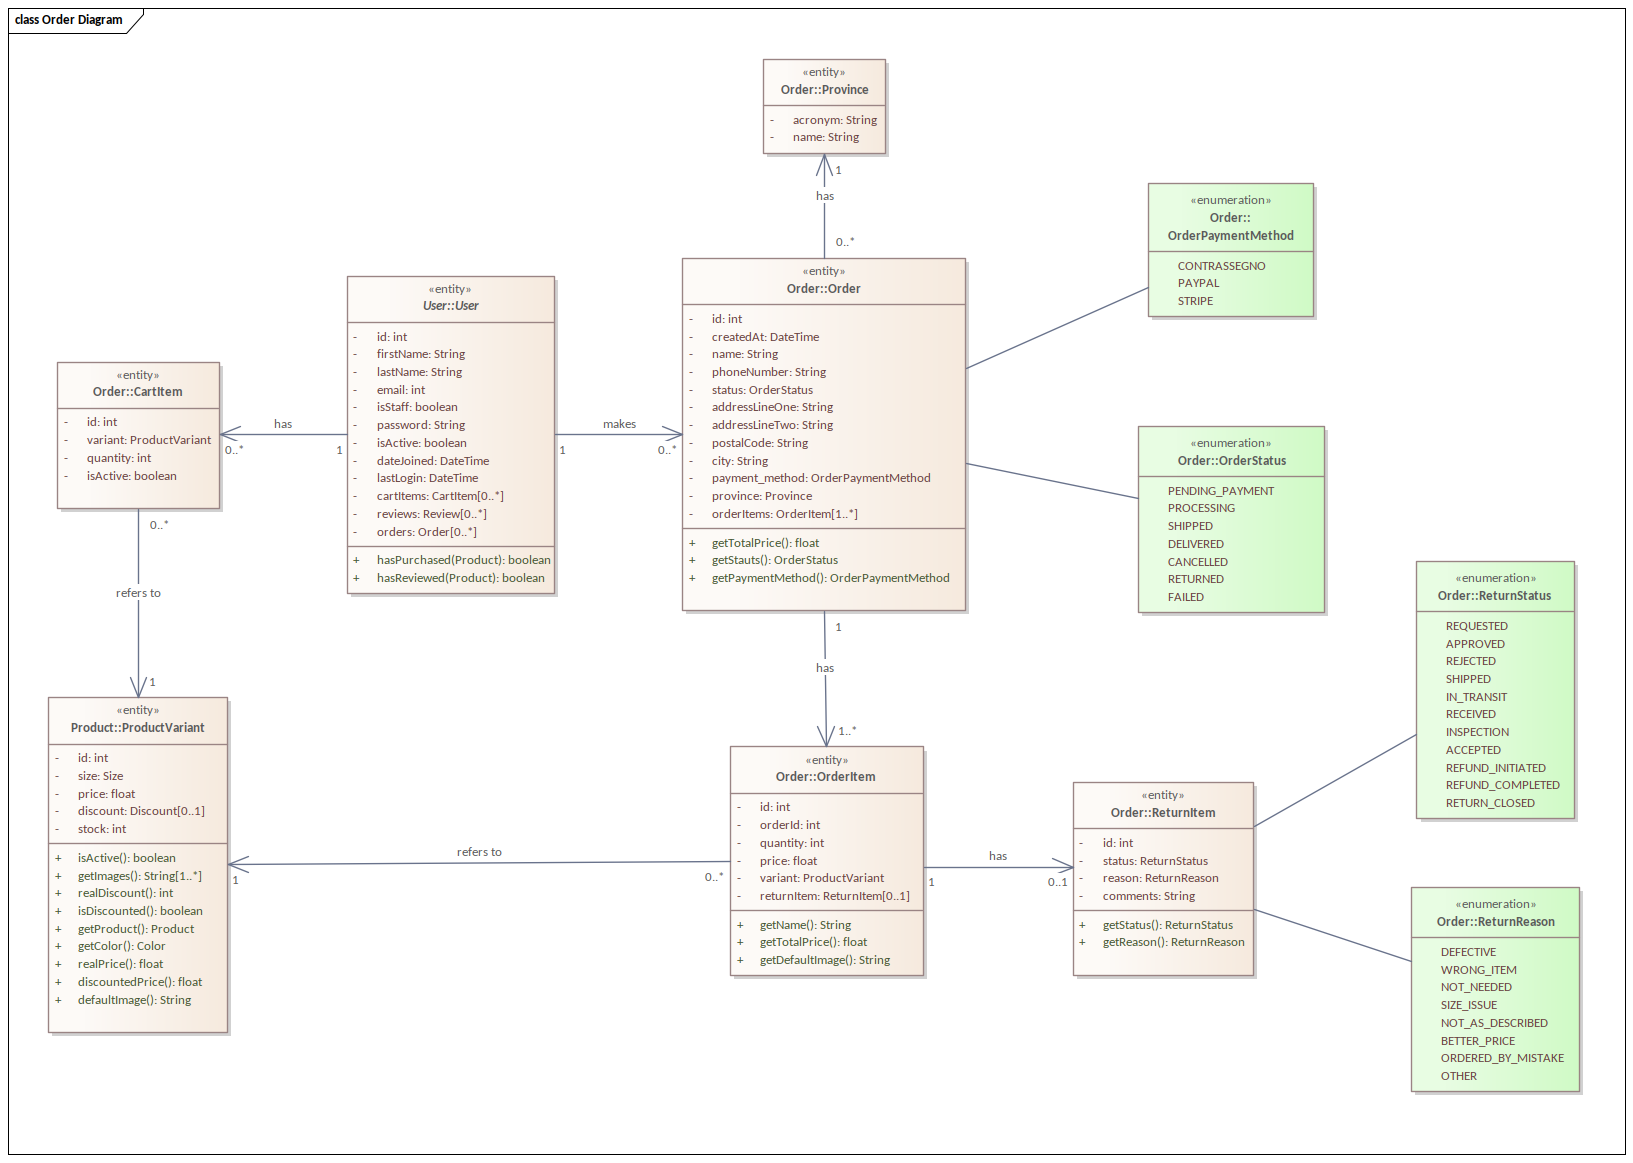 class Order Diagram
«entity»
Order::Province
- acronym: String
- name: String
1
has
0..*
«enumeration»
Order::
OrderPaymentMethod
CONTRASSEGNO
PAYPAL
STRIPE
«entity»
Order::Order
- id: int
- createdAt: DateTime
- name: String
- phoneNumber: String
- status: OrderStatus
- addressLineOne: String
- addressLineTwo: String
- postalCode: String
- city: String
- payment_method: OrderPaymentMethod
- province: Province
- orderItems: OrderItem[1..*]
+ getTotalPrice(): float
+ getStauts(): OrderStatus
+ getPaymentMethod(): OrderPaymentMethod
«entity»
User::User
- id: int
- firstName: String
- lastName: String
- email: int
- isStaff: boolean
- password: String
- isActive: boolean
- dateJoined: DateTime
- lastLogin: DateTime
- cartItems: CartItem[0..*]
- reviews: Review[0..*]
- orders: Order[0..*]
+ hasPurchased(Product): boolean
+ hasReviewed(Product): boolean
makes
1
0..*
has
0..*
1
«entity»
Order::CartItem
- id: int
- variant: ProductVariant
- quantity: int
- isActive: boolean
0..*
refers to
1
«enumeration»
Order::OrderStatus
PENDING_PAYMENT
PROCESSING
SHIPPED
DELIVERED
CANCELLED
RETURNED
FAILED
«enumeration»
Order::ReturnStatus
REQUESTED
APPROVED
REJECTED
SHIPPED
IN_TRANSIT
RECEIVED
INSPECTION
ACCEPTED
REFUND_INITIATED
REFUND_COMPLETED
RETURN_CLOSED
1
has
1..*
«entity»
Product::ProductVariant
- id: int
- size: Size
- price: float
- discount: Discount[0..1]
- stock: int
+ isActive(): boolean
+ getImages(): String[1..*]
+ realDiscount(): int
+ isDiscounted(): boolean
+ getProduct(): Product
+ getColor(): Color
+ realPrice(): float
+ discountedPrice(): float
+ defaultImage(): String
refers to
1
0..*
«entity»
Order::OrderItem
- id: int
- orderId: int
- quantity: int
- price: float
- variant: ProductVariant
- returnItem: ReturnItem[0..1]
+ getName(): String
+ getTotalPrice(): float
+ getDefaultImage(): String
has
1
0..1
«entity»
Order::ReturnItem
- id: int
- status: ReturnStatus
- reason: ReturnReason
- comments: String
+ getStatus(): ReturnStatus
+ getReason(): ReturnReason
«enumeration»
Order::ReturnReason
DEFECTIVE
WRONG_ITEM
NOT_NEEDED
SIZE_ISSUE
NOT_AS_DESCRIBED
BETTER_PRICE
ORDERED_BY_MISTAKE
OTHER